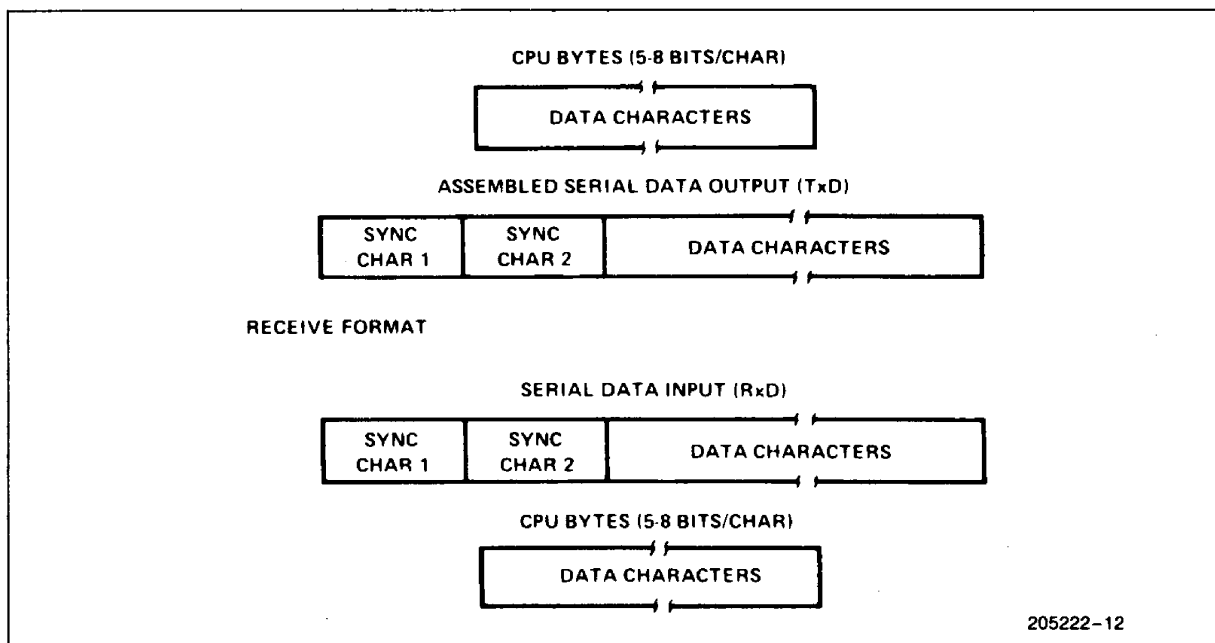 CPU BYTES (5-8 BITS/CHAR)
DATA CHARACTERS
ASSEMBLED SERIAL DATA OUTPUT (TxD)
SYNC CHAR 1
SYNC CHAR 2
DATA CHARACTERS
RECEIVE FORMAT
SERIAL DATA INPUT (RxD)
SYNC CHAR 1
SYNC CHAR 2
DATA CHARACTERS
CPU BYTES (5-8 BITS/CHAR)
DATA CHARACTERS
205222-12